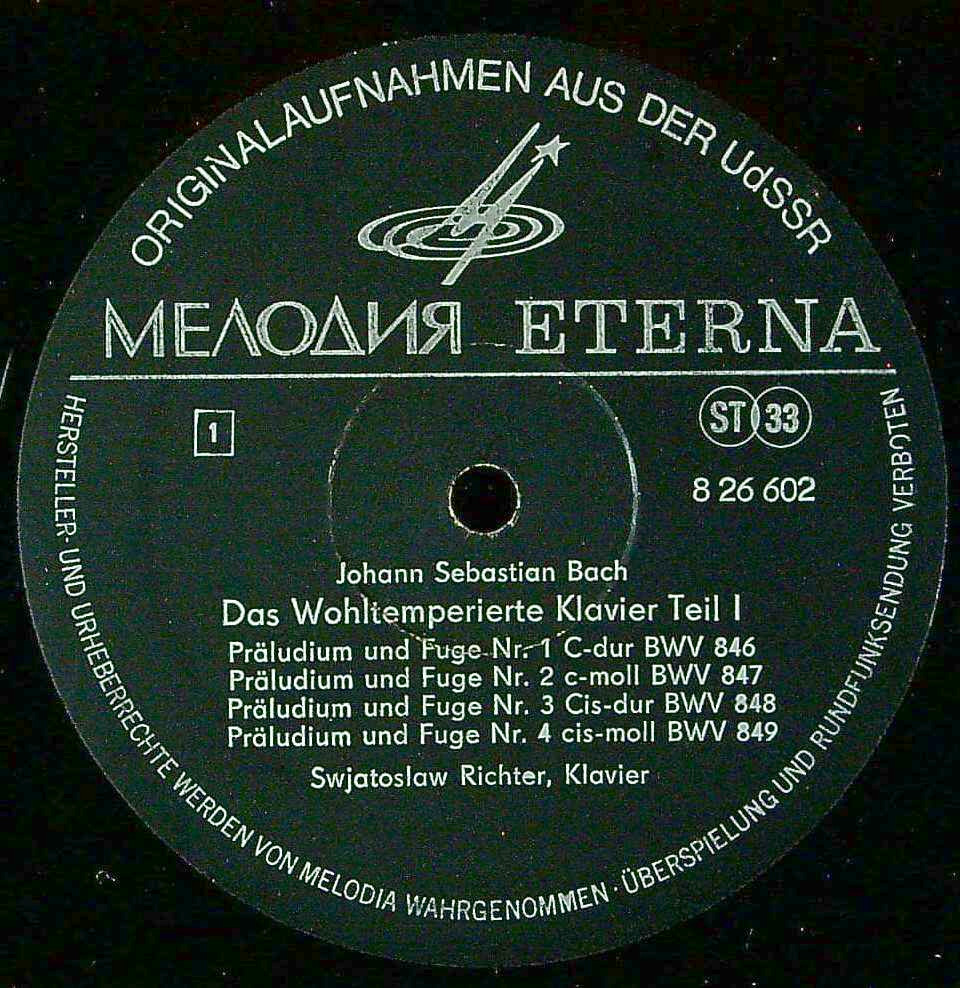 ORIGINALAUFNAHMEN AUS DER UdSSR
МЕЛОДИЯ ETERNA
1
ST 33
8 26 602
Johann Sebastian Bach
Das Wohltemperierte Klavier Teil I
Präludium und Fuge Nr. 1 C-dur BWV 846
Präludium und Fuge Nr. 2 c-moll BWV 847
Präludium und Fuge Nr. 3 Cis-dur BWV 848
Präludium und Fuge Nr. 4 cis-moll BWV 849
Swjatoslaw Richter, Klavier
HERSTELLER- UND URHEBERRECHTE WERDEN VON MELODIA WAHRGENOMMEN · ÜBERSPIELUNG UND RUNDFUNKSENDUNG VERBOTEN